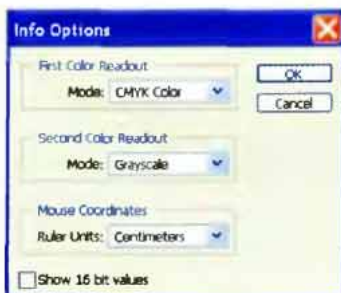 Info Options
First Color Readout
Mode: CMYK Color
OK
Cancel
Second Color Readout
Mode: Grayscale
Mouse Coordinates
Ruler Units: Centimeters
Show 16 bit values